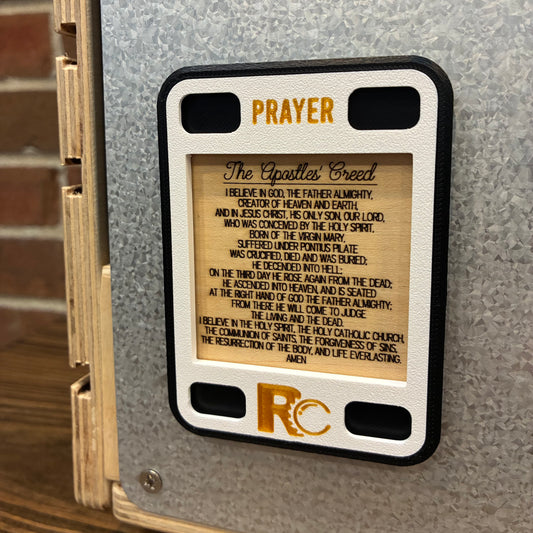 PRAYER
The Apostles' Creed
I BELIEVE IN GOD, THE FATHER ALMIGHTY,
CREATOR OF HEAVEN AND EARTH,
AND IN JESUS CHRIST, HIS ONLY SON, OUR LORD,
WHO WAS CONCEIVED BY THE HOLY SPIRIT,
BORN OF THE VIRGIN MARY,
SUFFERED UNDER PONTIUS PILATE
WAS CRUCIFIED, DIED AND WAS BURIED;
HE DECENDED INTO HELL;
ON THE THIRD DAY HE ROSE AGAIN FROM THE DEAD;
HE ASCENDED INTO HEAVEN, AND IS SEATED
AT THE RIGHT HAND OF GOD THE FATHER ALMIGHTY;
FROM THERE HE WILL COME TO JUDGE
THE LIVING AND THE DEAD.
I BELIEVE IN THE HOLY SPIRIT, THE HOLY CATHOLIC CHURCH,
THE COMMUNION OF SAINTS, THE FORGIVENESS OF SINS,
THE RESURRECTION OF THE BODY, AND LIFE EVERLASTING.
AMEN
RC